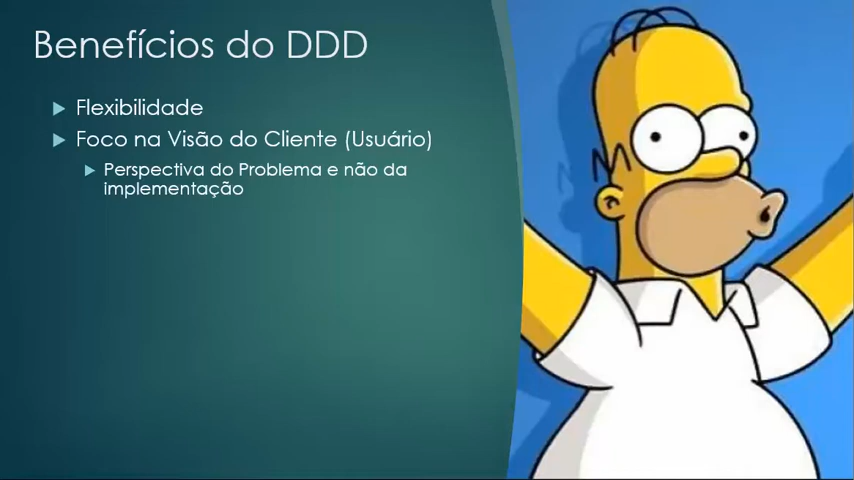 Benefícios do DDD
Flexibilidade
Foco na Visão do Cliente (Usuário)
Perspectiva do Problema e não da
implementação